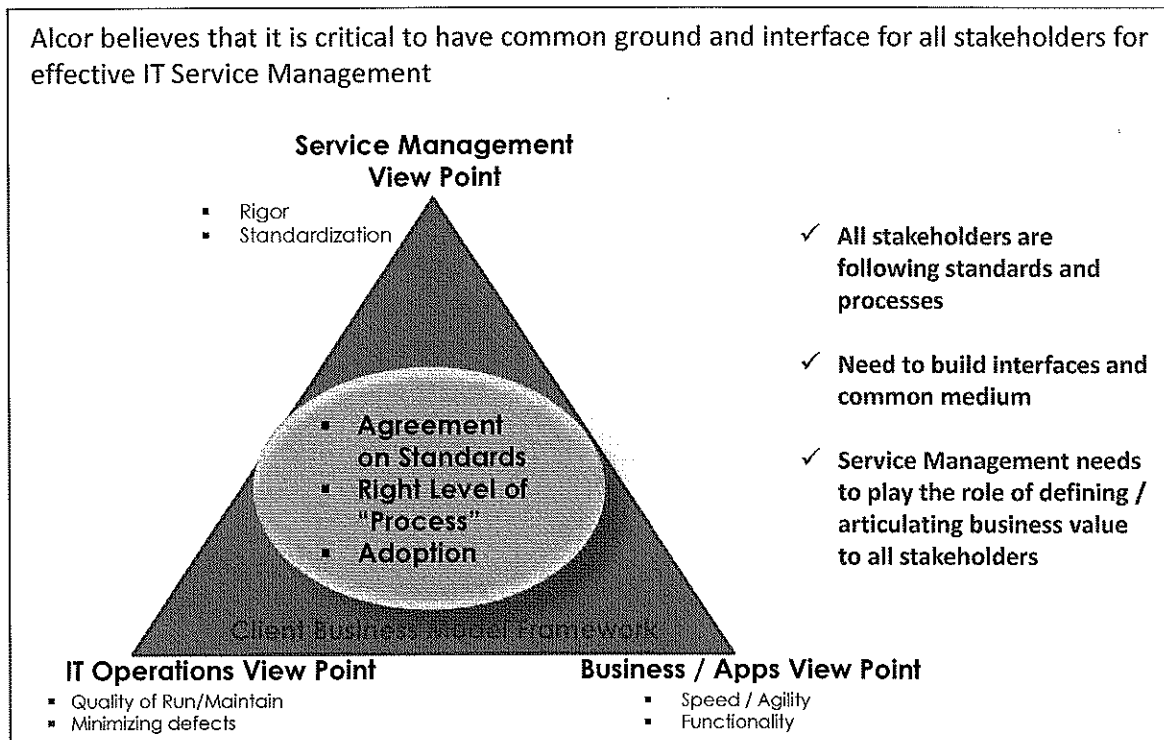 Alcor believes that it is critical to have common ground and interface for all stakeholders for
effective IT Service Management
Service Management
View Point
▪ Rigor
▪ Standardization
✓ All stakeholders are
following standards and
processes
✓ Need to build interfaces and
common medium
✓ Service Management needs
to play the role of defining /
articulating business value
to all stakeholders
▪ Agreement
on Standards
▪ Right Level of
"Process"
▪ Adoption
Client Business Model Framework
IT Operations View Point
▪ Quality of Run/Maintain
▪ Minimizing defects
Business / Apps View Point
▪ Speed / Agility
▪ Functionality